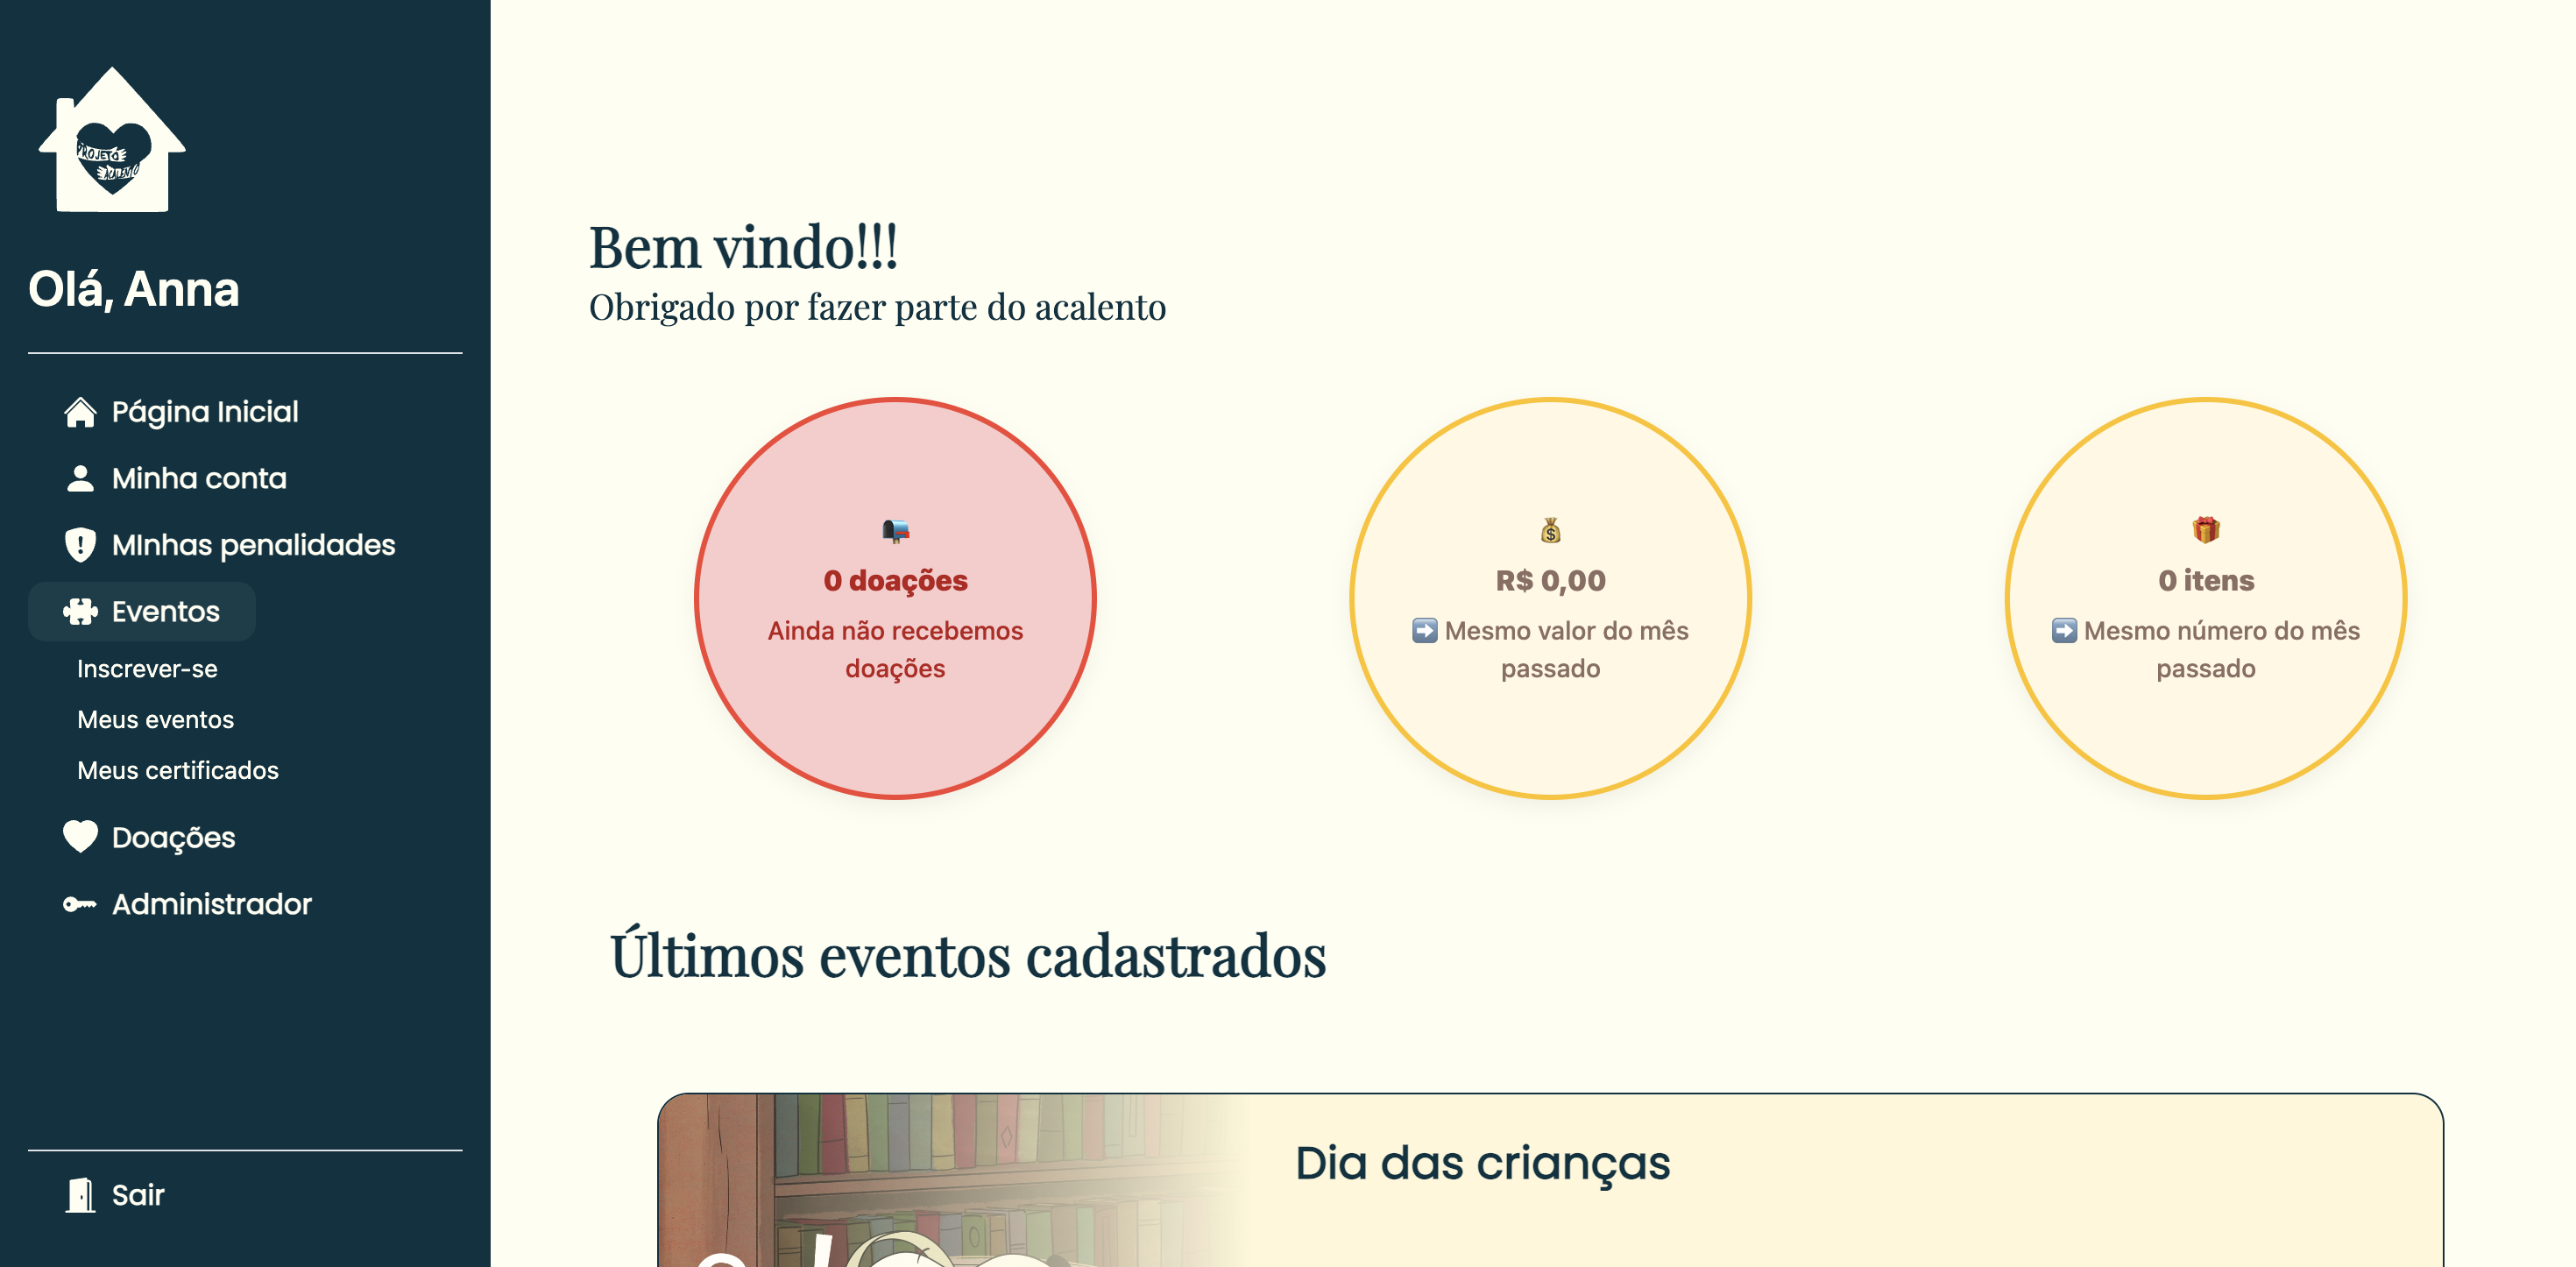 PROJETO
ACALENTO
Olá, Anna
Página Inicial
Minha conta
MInhas penalidades
Eventos
Inscrever-se
Meus eventos
Meus certificados
Doações
Administrador
Sair
Bem vindo!!!
Obrigado por fazer parte do acalento
0 doações
Ainda não recebemos
doações
R$ 0,00
➡️ Mesmo valor do mês
passado
0 itens
➡️ Mesmo número do mês
passado
Últimos eventos cadastrados
Dia das crianças